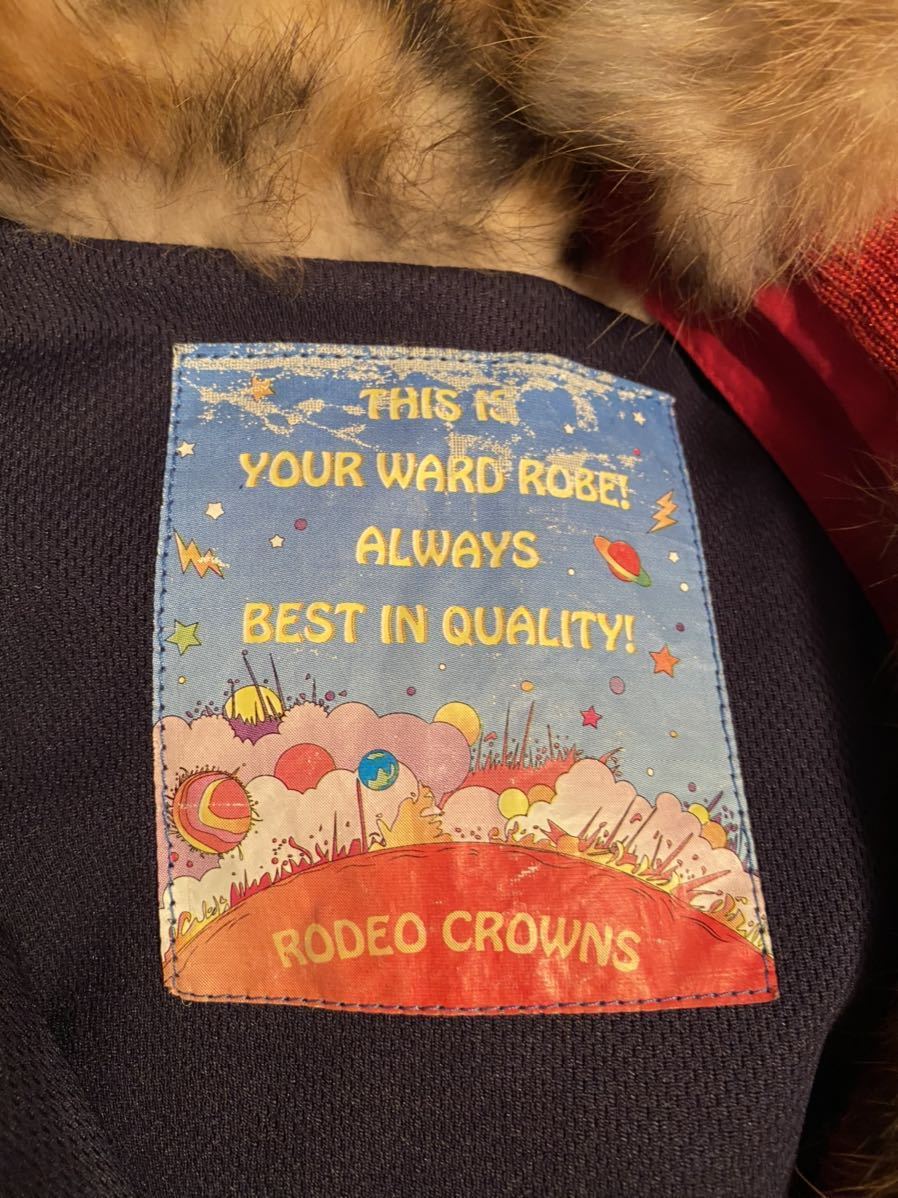 THIS IS
YOUR WARD ROBE!
ALWAYS
BEST IN QUALITY!
RODEO CROWNS